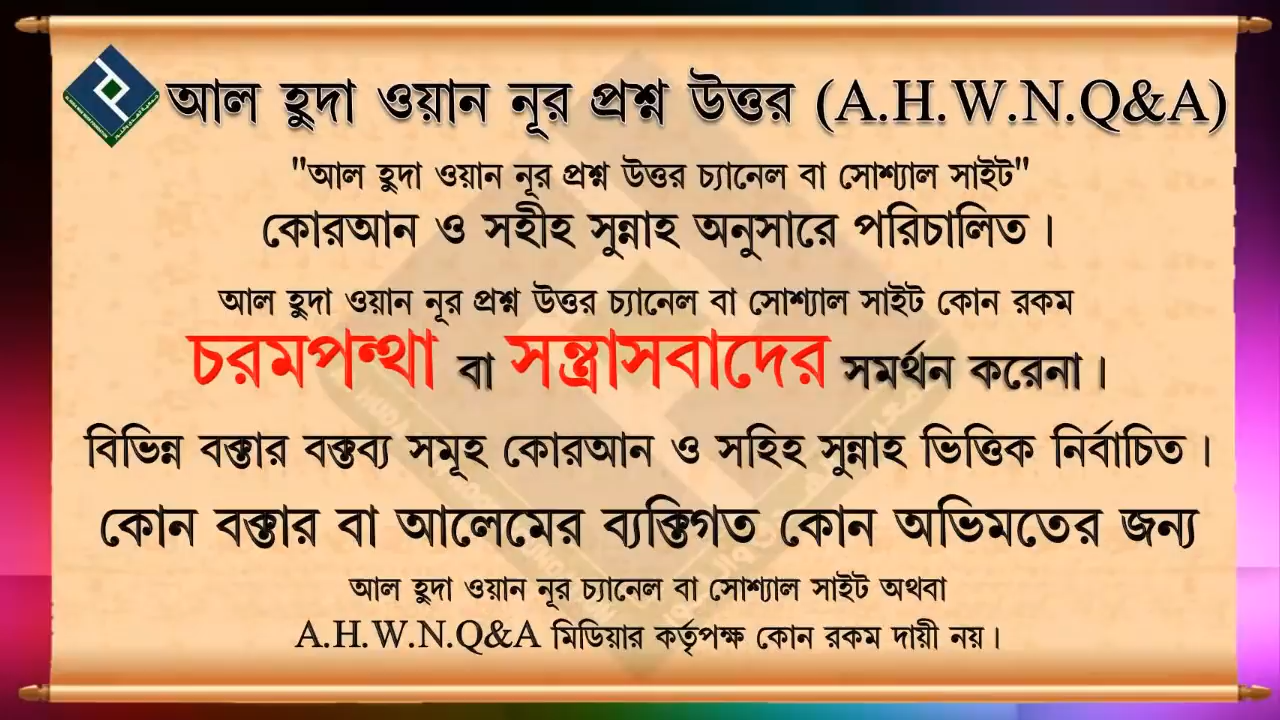 আল হুদা ওয়ান নূর প্রশ্ন উত্তর (A.H.W.N.Q&A)
"আল হুদা ওয়ান নূর প্রশ্ন উত্তর চ্যানেল বা সোশ্যাল সাইট"
কোরআন ও সহীহ সুন্নাহ অনুসারে পরিচালিত।
আল হুদা ওয়ান নূর প্রশ্ন উত্তর চ্যানেল বা সোশ্যাল সাইট কোন রকম
চরমপন্থা বা সন্ত্রাসবাদের সমর্থন করেনা।
বিভিন্ন বক্তার বক্তব্য সমূহ কোরআন ও সহিহ সুন্নাহ ভিত্তিক নির্বাচিত।
কোন বক্তার বা আলেমের ব্যক্তিগত কোন অভিমতের জন্য
আল হুদা ওয়ান নূর চ্যানেল বা সোশ্যাল সাইট অথবা
A.H.W.N.Q&A মিডিয়ার কর্তৃপক্ষ কোন রকম দায়ী নয়।